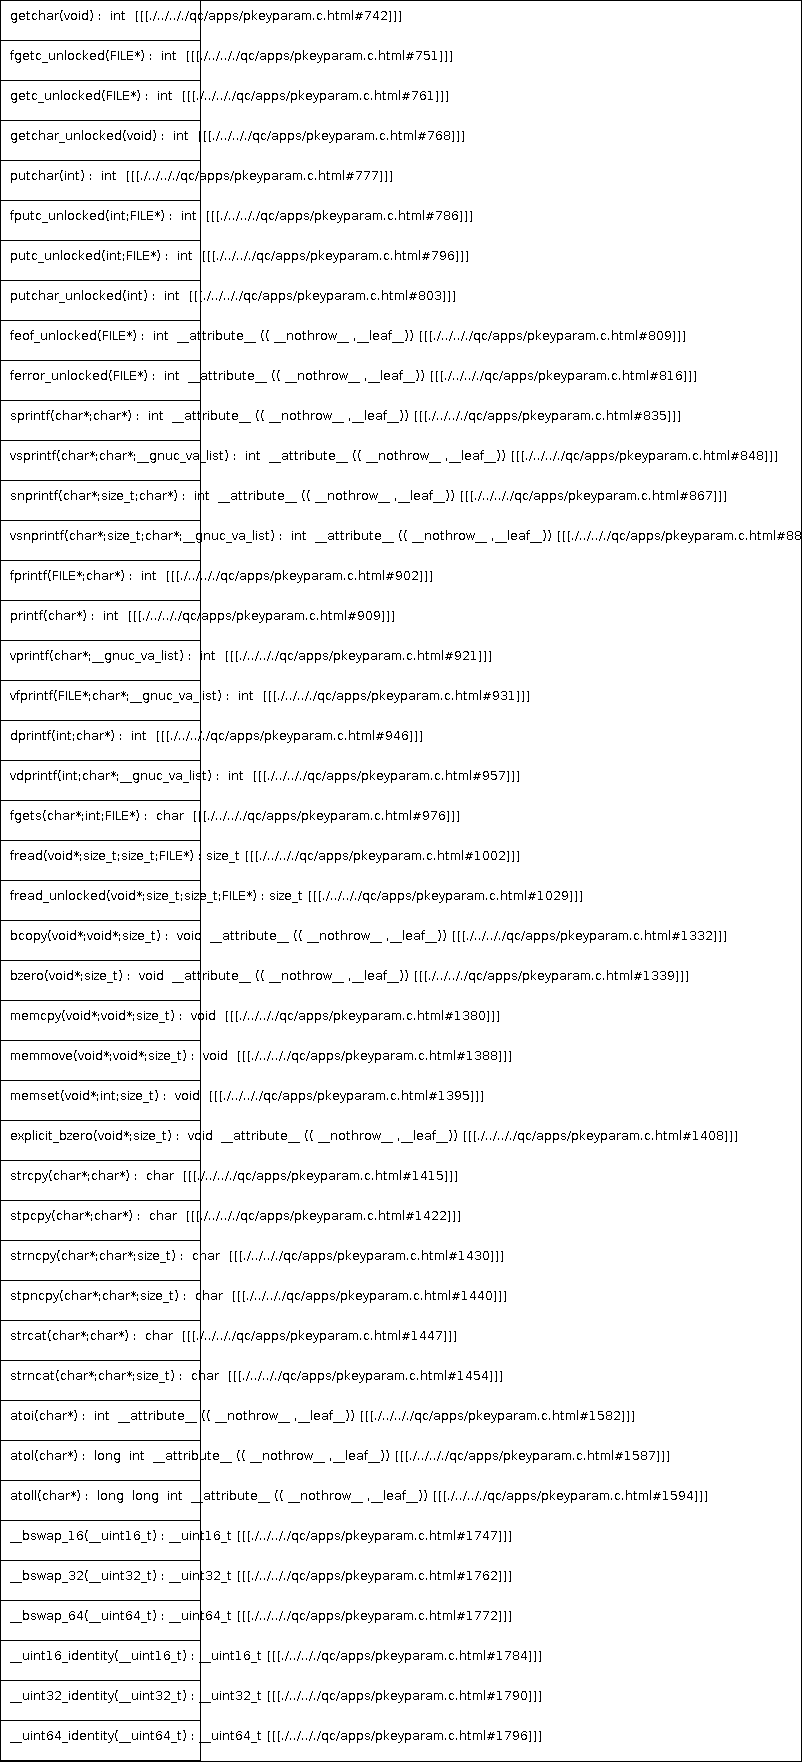 getchar(void) : int [[[./../../../qc/apps/pkeyparam.c.html#742]]]
fgetc_unlocked(FILE*) : int [[[./../../../qc/apps/pkeyparam.c.html#751]]]
getc_unlocked(FILE*) : int [[[./../../../qc/apps/pkeyparam.c.html#761]]]
getchar_unlocked(void) : int [[[./../../../qc/apps/pkeyparam.c.html#768]]]
putchar(int) : int [[[./../../../qc/apps/pkeyparam.c.html#777]]]
fputc_unlocked(int;FILE*) : int [[[./../../../qc/apps/pkeyparam.c.html#786]]]
putc_unlocked(int;FILE*) : int [[[./../../../qc/apps/pkeyparam.c.html#796]]]
putchar_unlocked(int) : int [[[./../../../qc/apps/pkeyparam.c.html#803]]]
feof_unlocked(FILE*) : int __attribute__ (( __nothrow__ ,__leaf__)) [[[./../../../qc/apps/pkeyparam.c.html#809]]]
ferror_unlocked(FILE*) : int __attribute__ (( __nothrow__ ,__leaf__)) [[[./../../../qc/apps/pkeyparam.c.html#816]]]
sprintf(char*;char*) : int __attribute__ (( __nothrow__ ,__leaf__)) [[[./../../../qc/apps/pkeyparam.c.html#835]]]
vsprintf(char*;char*;__gnuc_va_list) : int __attribute__ (( __nothrow__ ,__leaf__)) [[[./../../../qc/apps/pkeyparam.c.html#848]]]
snprintf(char*;size_t;char*) : int __attribute__ (( __nothrow__ ,__leaf__)) [[[./../../../qc/apps/pkeyparam.c.html#867]]]
vsnprintf(char*;size_t;char*;__gnuc_va_list) : int __attribute__ (( __nothrow__ ,__leaf__)) [[[./../../../qc/apps/pkeyparam.c.html#88
fprintf(FILE*;char*) : int [[[./../../../qc/apps/pkeyparam.c.html#902]]]
printf(char*) : int [[[./../../../qc/apps/pkeyparam.c.html#909]]]
vprintf(char*;__gnuc_va_list) : int [[[./../../../qc/apps/pkeyparam.c.html#921]]]
vfprintf(FILE*;char*;__gnuc_va_list) : int [[[./../../../qc/apps/pkeyparam.c.html#931]]]
dprintf(int;char*) : int [[[./../../../qc/apps/pkeyparam.c.html#946]]]
vdprintf(int;char*;__gnuc_va_list) : int [[[./../../../qc/apps/pkeyparam.c.html#957]]]
fgets(char*;int;FILE*) : char [[[./../../../qc/apps/pkeyparam.c.html#976]]]
fread(void*;size_t;size_t;FILE*) : size_t [[[./../../../qc/apps/pkeyparam.c.html#1002]]]
fread_unlocked(void*;size_t;size_t;FILE*) : size_t [[[./../../../qc/apps/pkeyparam.c.html#1029]]]
bcopy(void*;void*;size_t) : void __attribute__ (( __nothrow__ ,__leaf__)) [[[./../../../qc/apps/pkeyparam.c.html#1332]]]
bzero(void*;size_t) : void __attribute__ (( __nothrow__ ,__leaf__)) [[[./../../../qc/apps/pkeyparam.c.html#1339]]]
memcpy(void*;void*;size_t) : void [[[./../../../qc/apps/pkeyparam.c.html#1380]]]
memmove(void*;void*;size_t) : void [[[./../../../qc/apps/pkeyparam.c.html#1388]]]
memset(void*;int;size_t) : void [[[./../../../qc/apps/pkeyparam.c.html#1395]]]
explicit_bzero(void*;size_t) : void __attribute__ (( __nothrow__ ,__leaf__)) [[[./../../../qc/apps/pkeyparam.c.html#1408]]]
strcpy(char*;char*) : char [[[./../../../qc/apps/pkeyparam.c.html#1415]]]
stpcpy(char*;char*) : char [[[./../../../qc/apps/pkeyparam.c.html#1422]]]
strncpy(char*;char*;size_t) : char [[[./../../../qc/apps/pkeyparam.c.html#1430]]]
stpncpy(char*;char*;size_t) : char [[[./../../../qc/apps/pkeyparam.c.html#1440]]]
strcat(char*;char*) : char [[[./../../../qc/apps/pkeyparam.c.html#1447]]]
strncat(char*;char*;size_t) : char [[[./../../../qc/apps/pkeyparam.c.html#1454]]]
atoi(char*) : int __attribute__ (( __nothrow__ ,__leaf__)) [[[./../../../qc/apps/pkeyparam.c.html#1582]]]
atol(char*) : long int __attribute__ (( __nothrow__ ,__leaf__)) [[[./../../../qc/apps/pkeyparam.c.html#1587]]]
atoll(char*) : long long int __attribute__ (( __nothrow__ ,__leaf__)) [[[./../../../qc/apps/pkeyparam.c.html#1594]]]
__bswap_16(__uint16_t) : __uint16_t [[[./../../../qc/apps/pkeyparam.c.html#1747]]]
__bswap_32(__uint32_t) : __uint32_t [[[./../../../qc/apps/pkeyparam.c.html#1762]]]
__bswap_64(__uint64_t) : __uint64_t [[[./../../../qc/apps/pkeyparam.c.html#1772]]]
__uint16_identity(__uint16_t) : __uint16_t [[[./../../../qc/apps/pkeyparam.c.html#1784]]]
__uint32_identity(__uint32_t) : __uint32_t [[[./../../../qc/apps/pkeyparam.c.html#1790]]]
__uint64_identity(__uint64_t) : __uint64_t [[[./../../../qc/apps/pkeyparam.c.html#1796]]]